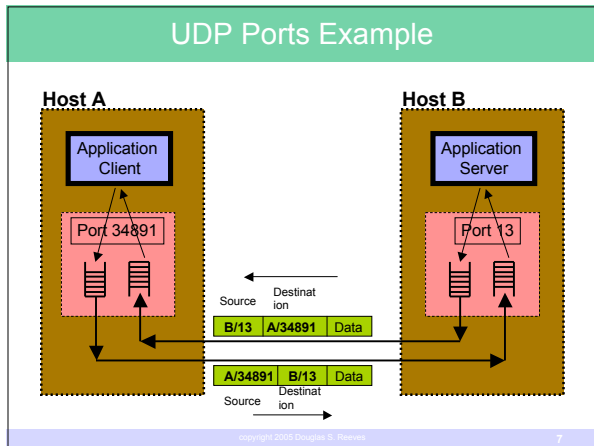 UDP Ports Example
Host A
Host B
Application
Client
Application
Server
Port 34891
Port 13
Source
Destinat
ion
B/13 A/34891 Data
A/34891 B/13 Data
Source
Destinat
ion
copyright 2005 Douglas S. Reeves
7